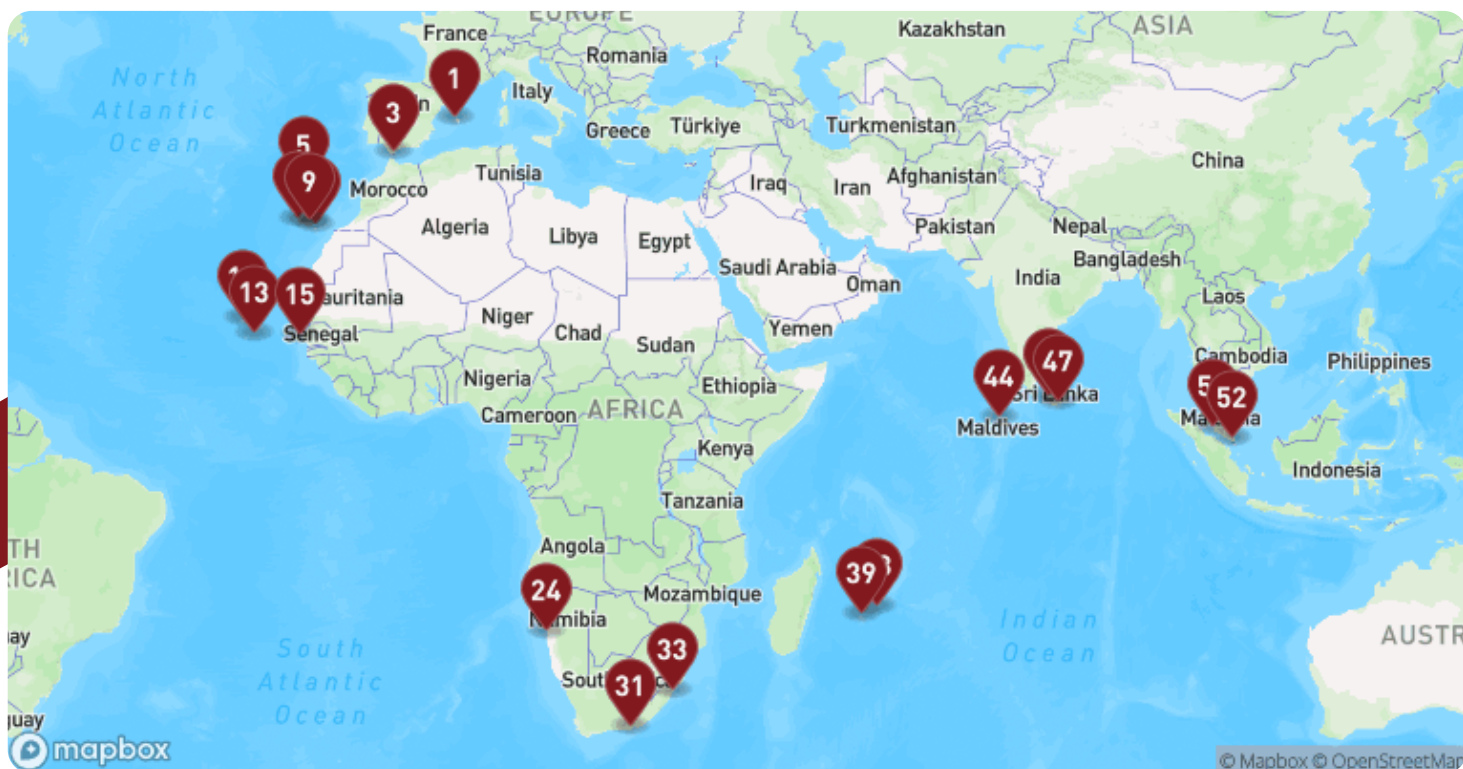 EUROPE
ASIA
France
Kazakhstan
Romania
North
Atlantic
Ocean
1
Italy
3
Greece
Türkiye
Turkmenistan
5
China
Tunisia
9
Morocco
Iraq
Iran
Afghanistan
Algeria
Libya
Egypt
Pakistan
Nepal
Bangladesh
Saudi Arabia
India
Oman
13
15
Laos
Niger
Chad
Yemen
Senegal
Sudan
Cambodia
Philippines
Nigeria
Ethiopia
44
47
52
AFRICA
Cameroon
Maldives
Kenya
Indonesia
Tanzania
Angola
39
24
Mozambique
Indian
Ocean
33
South
Atlantic
Ocean
31
mapbox
© Mapbox © OpenStreetMap